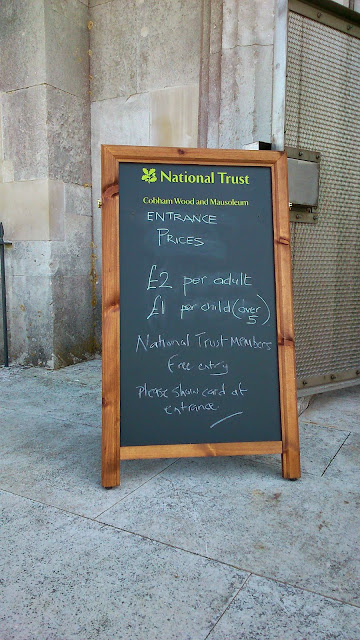 National Trust
Cobham Wood and Mausoleum
ENTRANCE
PRICES
£2 per adult
£1 per child (over 5)
National Trust MEMBERS
Free entry
Please show card at
entrance.